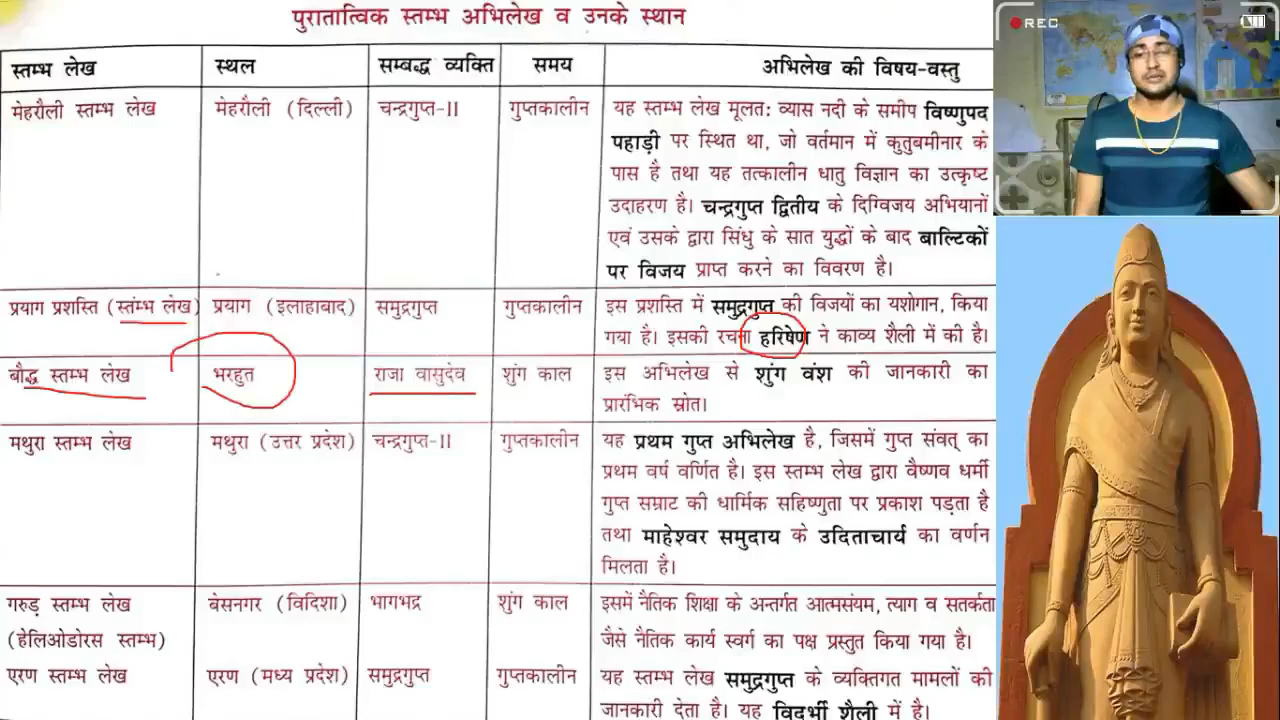 पुरातात्विक स्तम्भ अभिलेख व उनके स्थान
स्तम्भ लेख स्थल सम्बद्ध व्यक्ति समय अभिलेख की विषय-वस्तु
मेहरौली स्तम्भ लेख मेहरौली (दिल्ली) चन्द्रगुप्त-II गुप्तकालीन यह स्तम्भ लेख मूलतः व्यास नदी के समीप विष्णुपद
पहाड़ी पर स्थित था, जो वर्तमान में कुतुबमीनार के
पास है तथा यह तत्कालीन धातु विज्ञान का उत्कृष्ट
उदाहरण है। चन्द्रगुप्त द्वितीय के दिग्विजय अभियानों
एवं उसके द्वारा सिंधु के सात युद्धों के बाद बाल्टिकों
पर विजय प्राप्त करने का विवरण है।
प्रयाग प्रशस्ति (स्तंम्भ लेख) प्रयाग (इलाहाबाद) समुद्रगुप्त गुप्तकालीन इस प्रशस्ति में समुद्रगुप्त की विजयों का यशोगान, किया
गया है। इसकी रचना हरिषेण ने काव्य शैली में की है।
बौद्ध स्तम्भ लेख भरहुत राजा वासुदेव शुंग काल इस अभिलेख से शुंग वंश की जानकारी का
प्रारंभिक स्रोत।
मथुरा स्तम्भ लेख मथुरा (उत्तर प्रदेश) चन्द्रगुप्त-II गुप्तकालीन यह प्रथम गुप्त अभिलेख है, जिसमें गुप्त संवत् का
प्रथम वर्ष वर्णित है। इस स्तम्भ लेख द्वारा वैष्णव धर्मी
गुप्त सम्राट की धार्मिक सहिष्णुता पर प्रकाश पड़ता है
तथा माहेश्वर समुदाय के उदिताचार्य का वर्णन
मिलता है।
गरुड़ स्तम्भ लेख बेसनगर (विदिशा) भागभद्र शुंग काल इसमें नैतिक शिक्षा के अन्तर्गत आत्मसंयम, त्याग व सतर्कता
(हेलिओडोरस स्तम्भ) जैसे नैतिक कार्य स्वर्ग का पक्ष प्रस्तुत किया गया है।
एरण स्तम्भ लेख एरण (मध्य प्रदेश) समुद्रगुप्त गुप्तकालीन यह स्तम्भ लेख समुद्रगुप्त के व्यक्तिगत मामलों की
जानकारी देता है। यह विदर्भी शैली में है।
REC